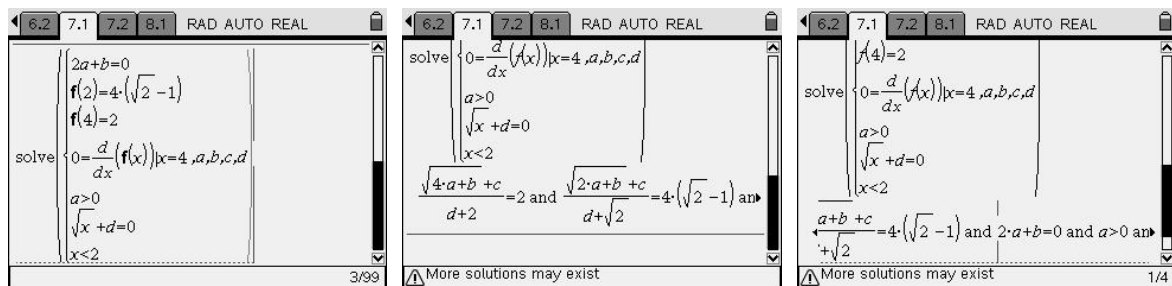 6.2 7.1 7.2 8.1 RAD AUTO REAL
2a+b=0
f(2)=4·(√2 -1)
f(4)=2
solve 0=d/dx(f(x))|x=4 ,a,b,c,d
a>0
√x +d=0
x<2
3/99
6.2 7.1 7.2 8.1 RAD AUTO REAL
solve 0=d/dx(f(x))|x=4 ,a,b,c,d
a>0
√x +d=0
x<2
(√(4·a+b) +c)/(d+2)=2 and (√(2·a+b) +c)/(d+√2)=4·(√2 -1) an
More solutions may exist
6.2 7.1 7.2 8.1 RAD AUTO REAL
f(4)=2
solve 0=d/dx(f(x))|x=4 ,a,b,c,d
a>0
√x +d=0
x<2
(a+b +c)/(+√2)=4·(√2 -1) and 2·a+b=0 and a>0 an
More solutions may exist
1/4